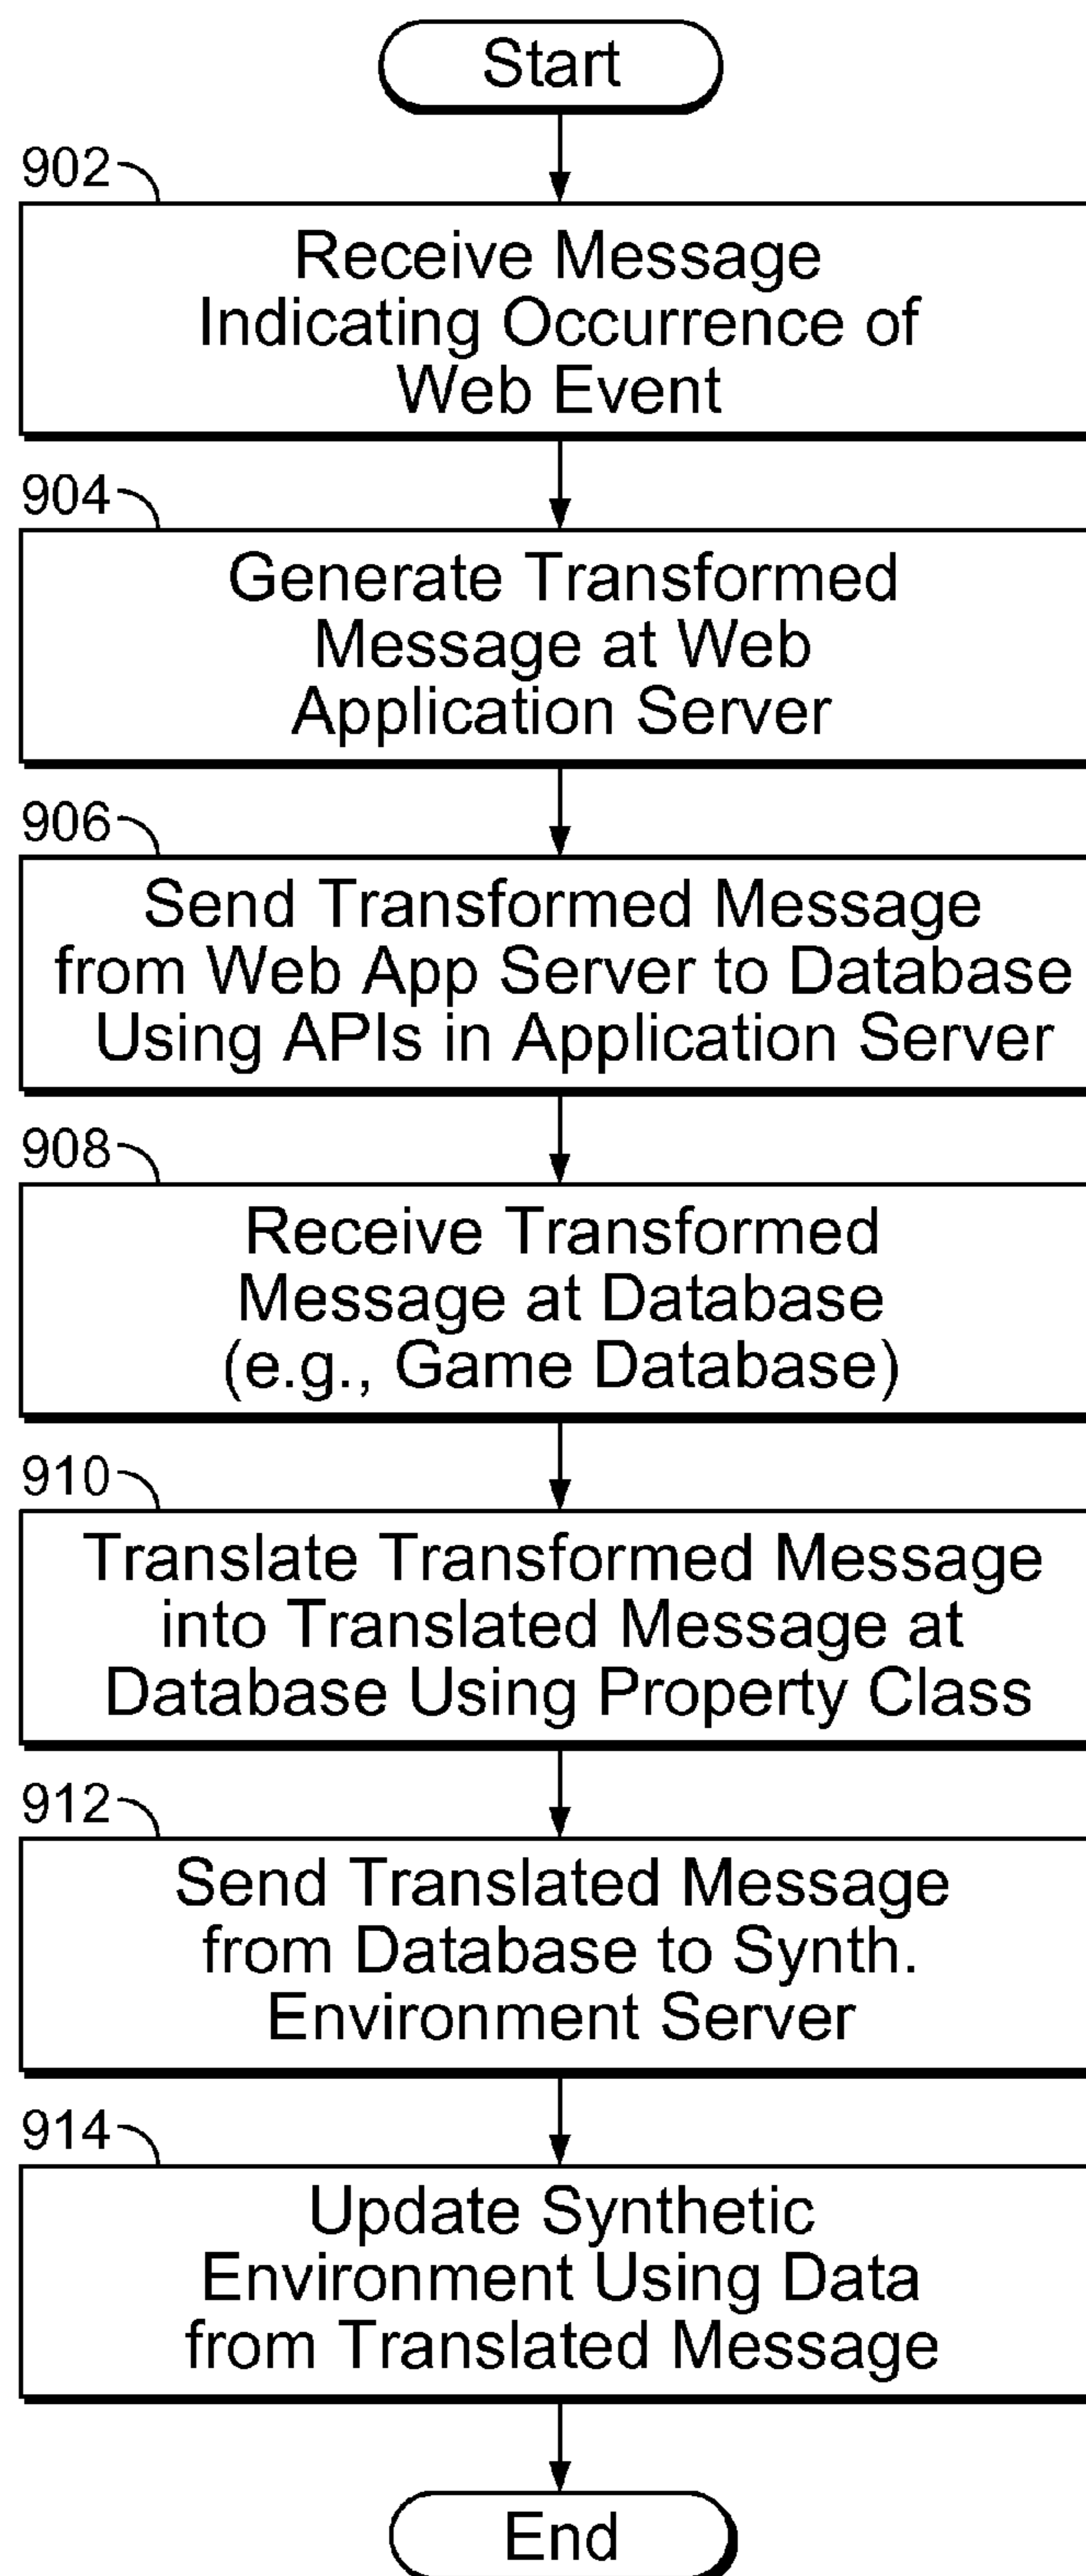 Start
902
Receive Message
Indicating Occurrence of
Web Event
904
Generate Transformed
Message at Web
Application Server
906
Send Transformed Message
from Web App Server to Database
Using APIs in Application Server
908
Receive Transformed
Message at Database
(e.g., Game Database)
910
Translate Transformed Message
into Translated Message at
Database Using Property Class
912
Send Translated Message
from Database to Synth.
Environment Server
914
Update Synthetic
Environment Using Data
from Translated Message
End